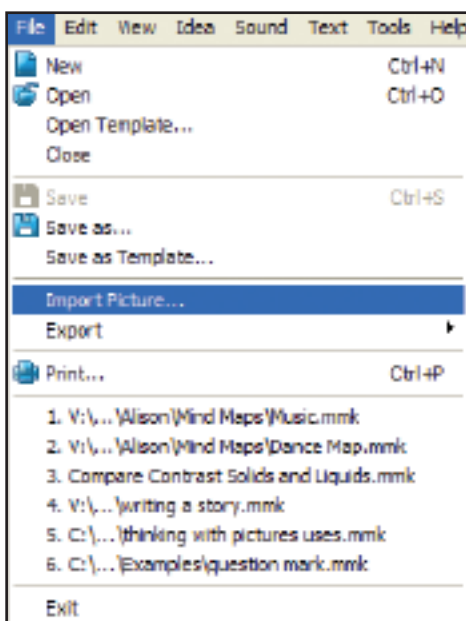 File Edit View Idea Sound Text Tools Help
New Ctrl+N
Open Ctrl+O
Open Template...
Close
Save Ctrl+S
Save as...
Save as Template...
Import Picture...
Export
Print... Ctrl+P
1. V:\...\Alison\Mind Maps\Music.mmk
2. V:\...\Alison\Mind Maps\Dance Map.mmk
3. Compare Contrast Solids and Liquids.mmk
4. V:\...\writing a story.mmk
5. C:\...\thinking with pictures uses.mmk
6. C:\...\Examples\question mark.mmk
Exit